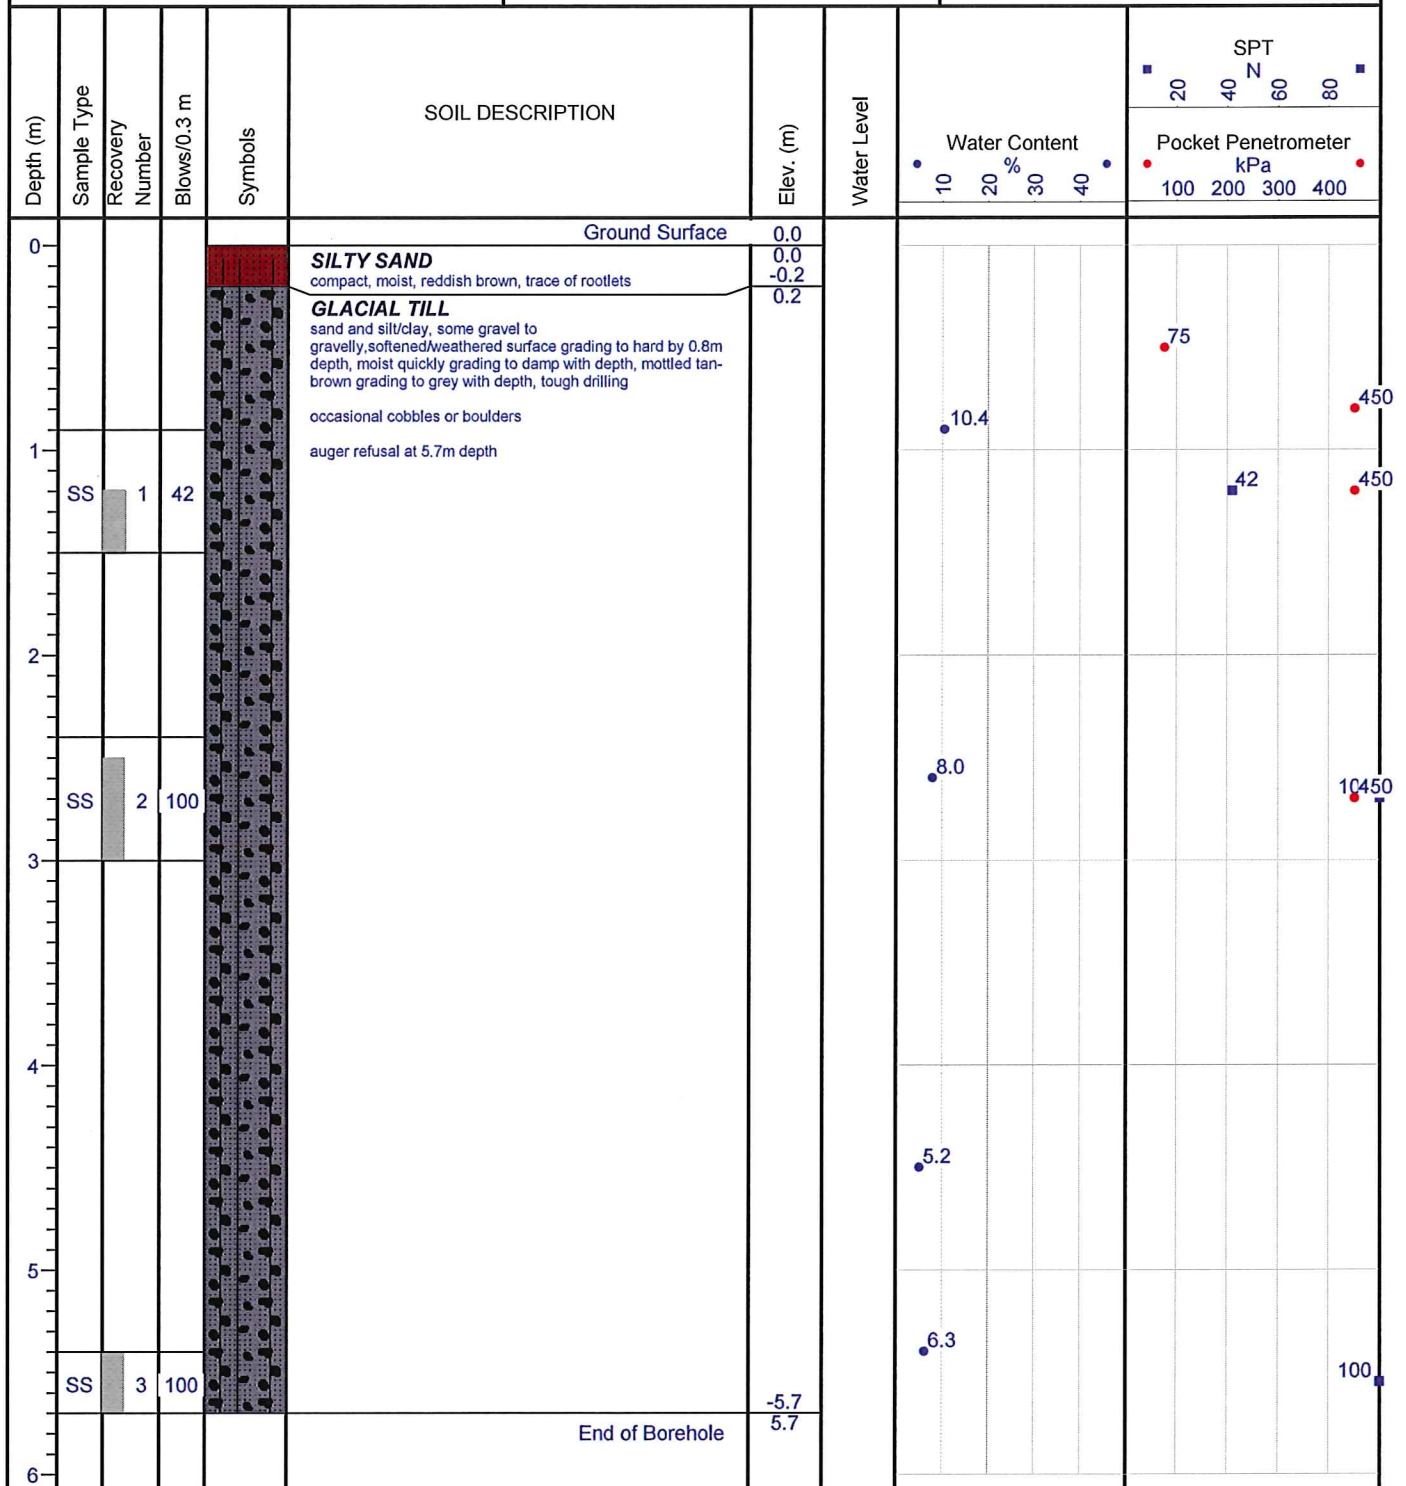 SPT
N
20 40 60 80
Depth (m)
Sample Type
Recovery
Number
Blows/0.3 m
Symbols
SOIL DESCRIPTION
Elev. (m)
Water Level
Water Content
%
10 20 30 40
Pocket Penetrometer
kPa
100 200 300 400
Ground Surface 0.0
0
SILTY SAND 0.0
compact, moist, reddish brown, trace of rootlets -0.2
0.2
GLACIAL TILL
sand and silt/clay, some gravel to
gravelly,softened/weathered surface grading to hard by 0.8m
depth, moist quickly grading to damp with depth, mottled tan-
brown grading to grey with depth, tough drilling
occasional cobbles or boulders
auger refusal at 5.7m depth
75
450
10.4
1
SS 1 42
42
450
2
8.0
SS 2 100
10450
3
4
5.2
5
6.3
SS 3 100
100
-5.7
5.7
End of Borehole
6